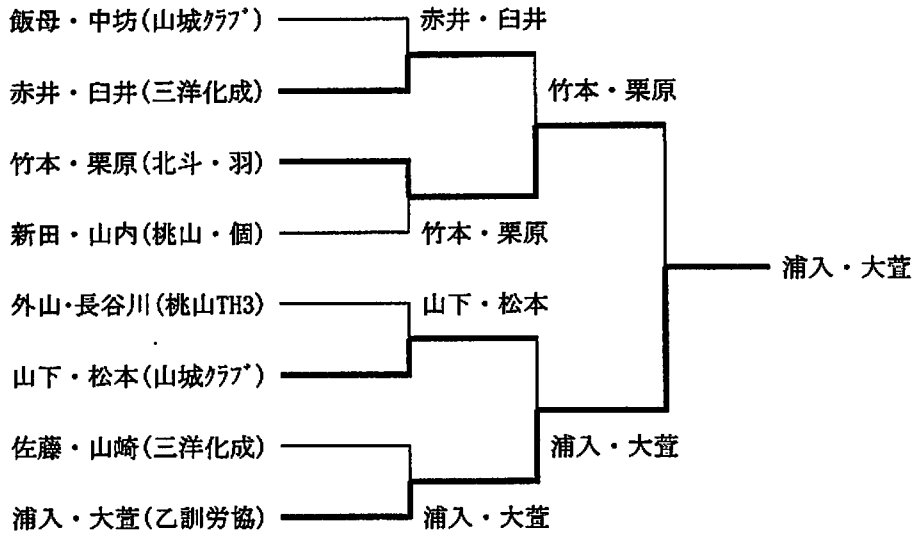 飯母・中坊(山城ｸﾗﾌﾞ)
赤井・臼井
赤井・臼井(三洋化成)
竹本・栗原
竹本・栗原(北斗・羽)
新田・山内(桃山・個)
竹本・栗原
浦入・大萱
外山・長谷川(桃山TH3)
山下・松本
山下・松本(山城ｸﾗﾌﾞ)
佐藤・山崎(三洋化成)
浦入・大萱
浦入・大萱(乙訓労協)
浦入・大萱